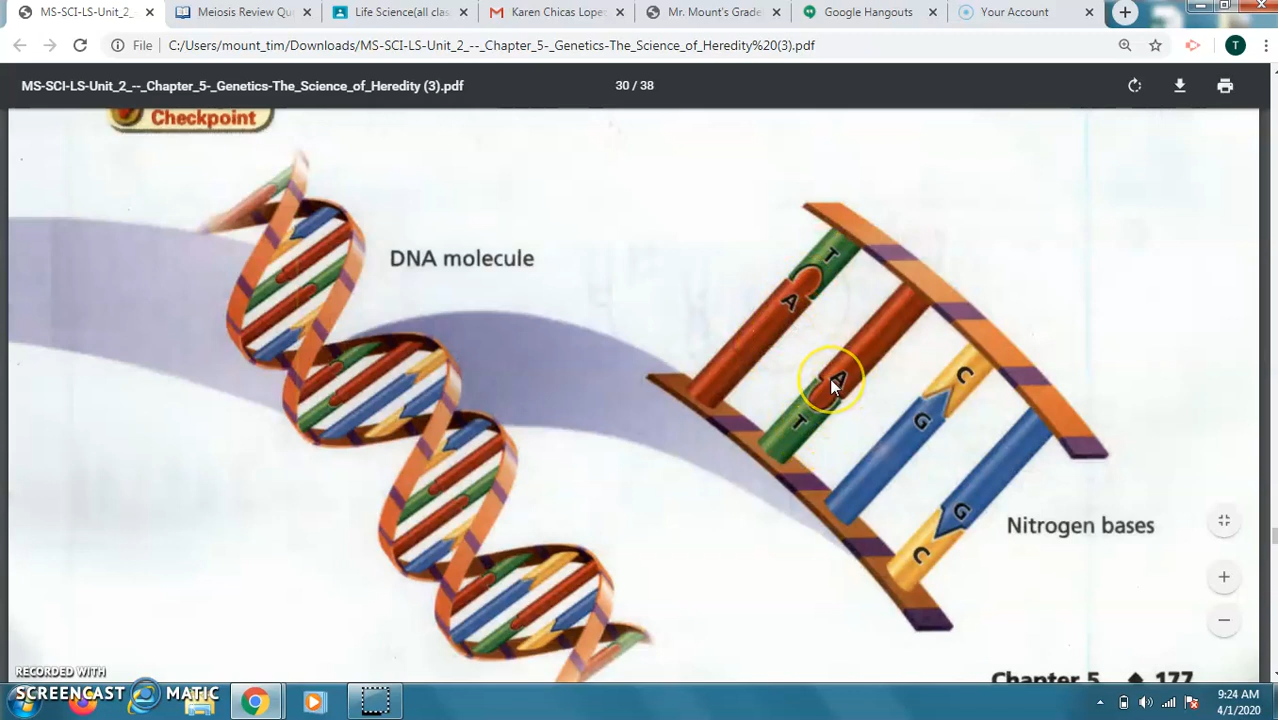 MS-SCI-LS-Unit_2_
Meiosis Review Qu
Life Science(all clas
Karen Chivas Lopes
Mr. Mount's Grade
Google Hangouts
Your Account
File
C:/Users/mount_tim/Downloads/MS-SCI-LS-Unit_2_--_Chapter_5-_Genetics-The_Science_of_Heredity%20(3).pdf
T
MS-SCI-LS-Unit_2_--_Chapter_5-_Genetics-The_Science_of_Heredity (3).pdf
30 / 38
Checkpoint
DNA molecule
T
A
A
T
C
G
G
C
Nitrogen bases
Chapter 5 ◆ 177
RECORDED WITH
SCREENCAST MATIC
9:24 AM
4/1/2020